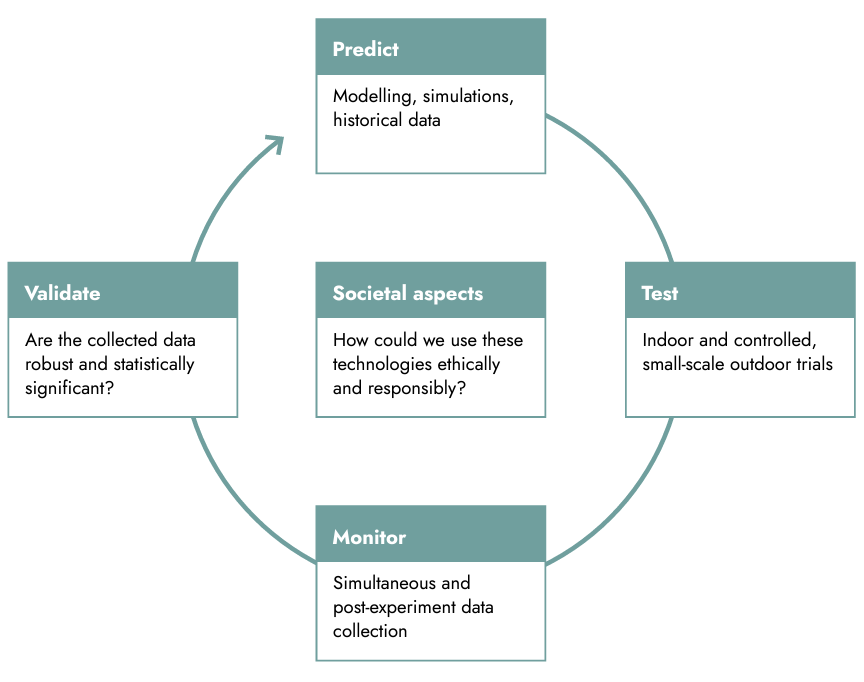 Predict
Modelling, simulations,
historical data
Validate
Are the collected data
robust and statistically
significant?
Societal aspects
How could we use these
technologies ethically
and responsibly?
Test
Indoor and controlled,
small-scale outdoor trials
Monitor
Simultaneous and
post-experiment data
collection